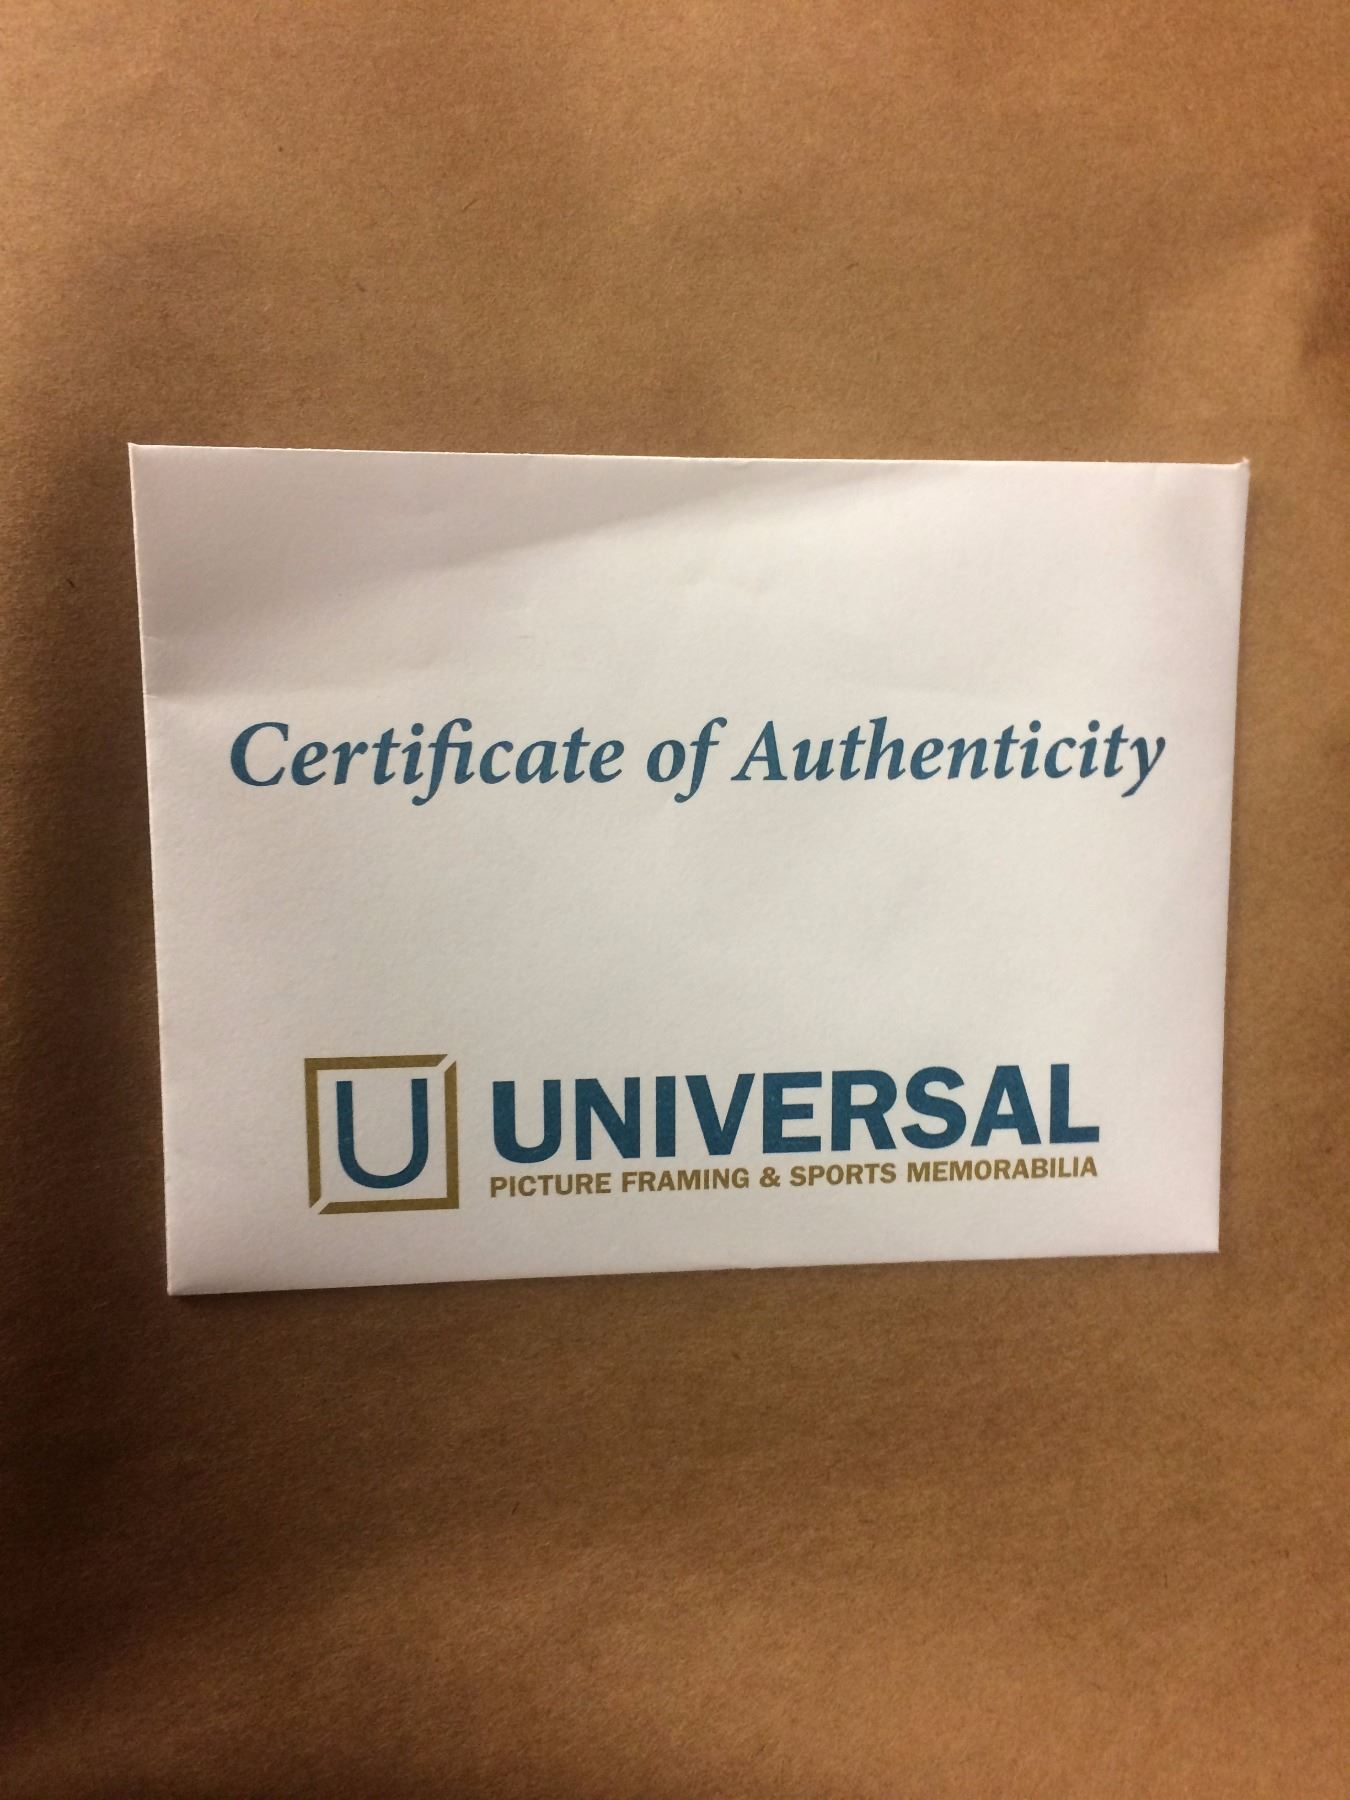 Certificate of Authenticity
U UNIVERSAL
PICTURE FRAMING & SPORTS MEMORABILIA